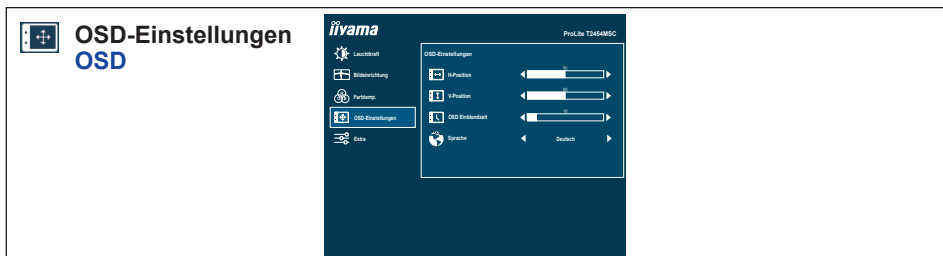 OSD-Einstellungen
OSD
iiyama
ProLite T2454MSC
Leuchtkraft
Bildeinrichtung
Farbtemp.
OSD-Einstellungen
Extra
OSD-Einstellungen
H-Position
50
V-Position
50
OSD Einblendzeit
10
Sprache
Deutsch